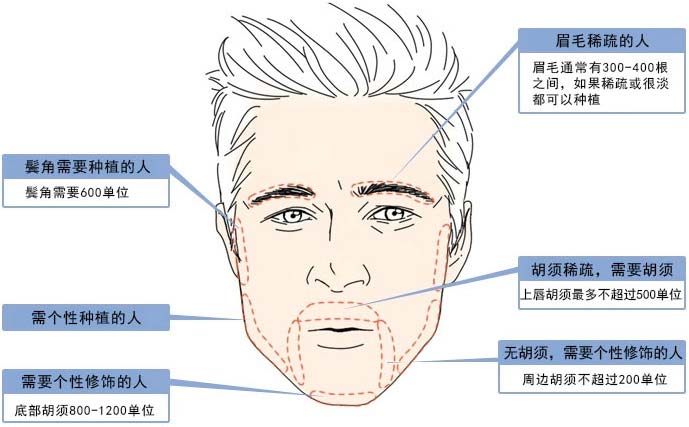 眉毛稀疏的人
眉毛通常有300-400根
之间，如果稀疏或很淡
都可以种植
鬓角需要种植的人
鬓角需要600单位
胡须稀疏，需要胡须
上唇胡须最多不超过500单位
需个性种植的人
无胡须，需要个性修饰的人
周边胡须不超过200单位
需要个性修饰的人
底部胡须800-1200单位